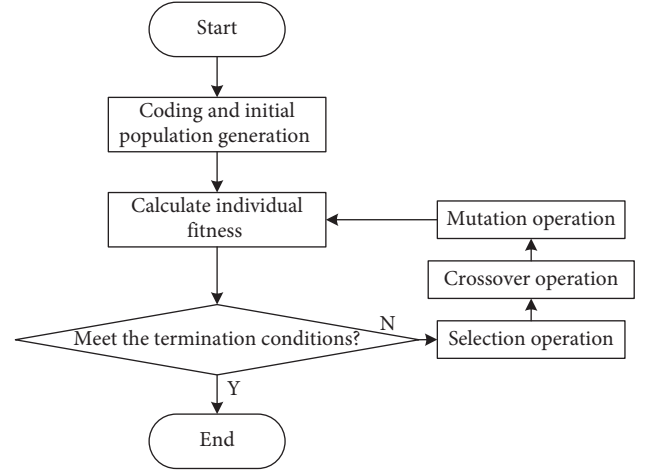 Start
Coding and initial
population generation
Calculate individual
fitness
Mutation operation
Crossover operation
Meet the termination conditions?
N
Selection operation
Y
End